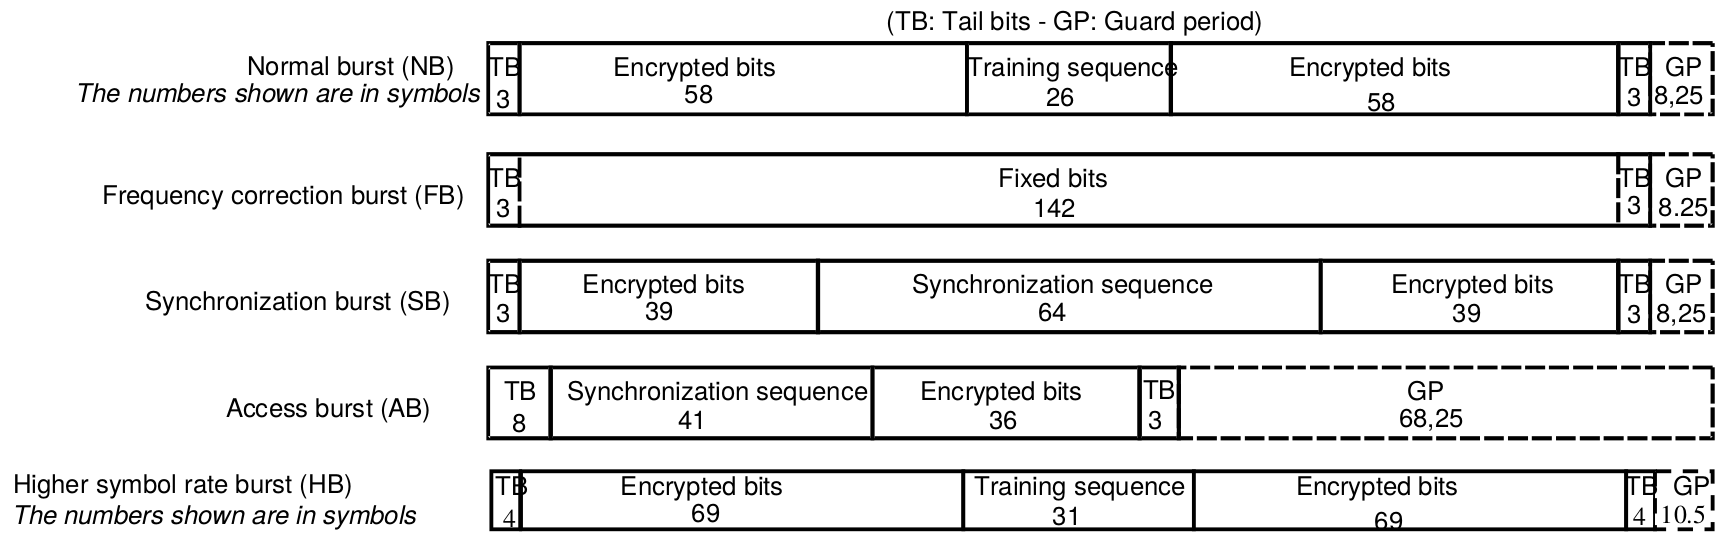 (TB: Tail bits - GP: Guard period)
Normal burst (NB)
The numbers shown are in symbols
TB Encrypted bits Training sequence Encrypted bits TB GP
3 58 26 58 3 8,25
Frequency correction burst (FB)
TB Fixed bits TB GP
3 142 3 8.25
Synchronization burst (SB)
TB Encrypted bits Synchronization sequence Encrypted bits TB GP
3 39 64 39 3 8,25
Access burst (AB)
TB Synchronization sequence Encrypted bits TB GP
8 41 36 3 68,25
Higher symbol rate burst (HB)
The numbers shown are in symbols
TB Encrypted bits Training sequence Encrypted bits TB GP
4 69 31 69 4 10.5